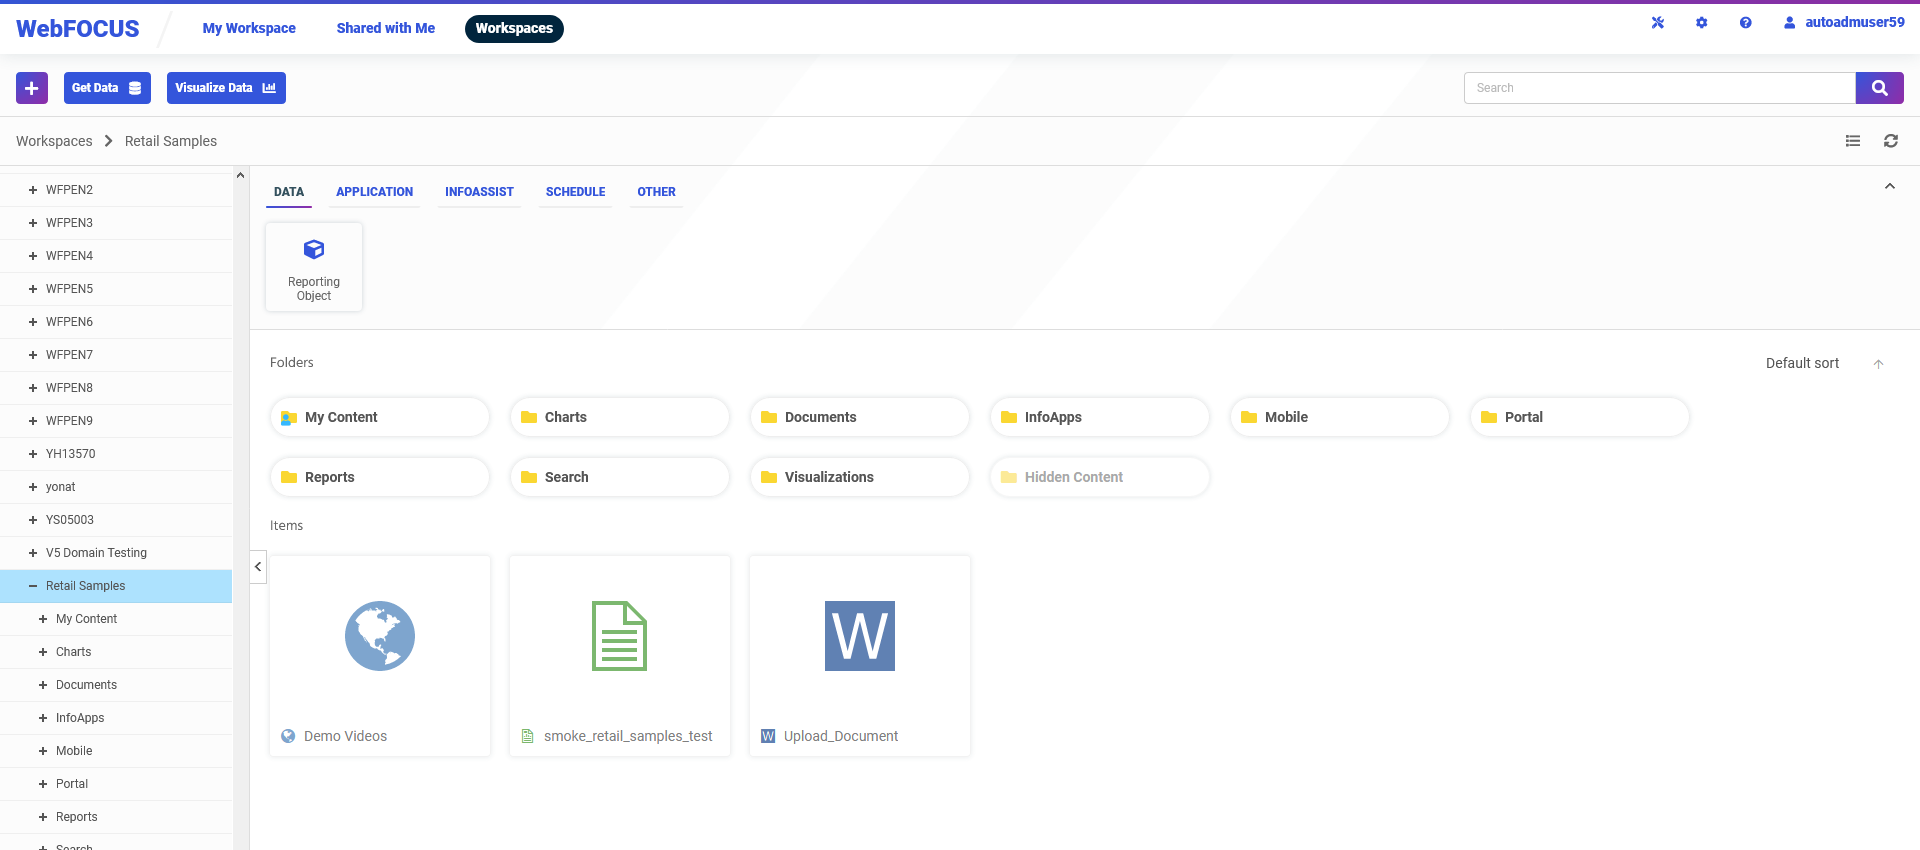 WebFOCUS
My Workspace
Shared with Me
Workspaces
autoadmuser59
Get Data
Visualize Data
Search
Workspaces
Retail Samples
WFPEN2
WFPEN3
WFPEN4
WFPEN5
WFPEN6
WFPEN7
WFPEN8
WFPEN9
YH13570
yonat
YS05003
V5 Domain Testing
Retail Samples
My Content
Charts
Documents
InfoApps
Mobile
Portal
Reports
Search
DATA
APPLICATION
INFOASSIST
SCHEDULE
OTHER
Reporting
Object
Folders
Default sort
My Content
Charts
Documents
InfoApps
Mobile
Portal
Reports
Search
Visualizations
Hidden Content
Items
W
Demo Videos
smoke_retail_samples_test
W
Upload_Document